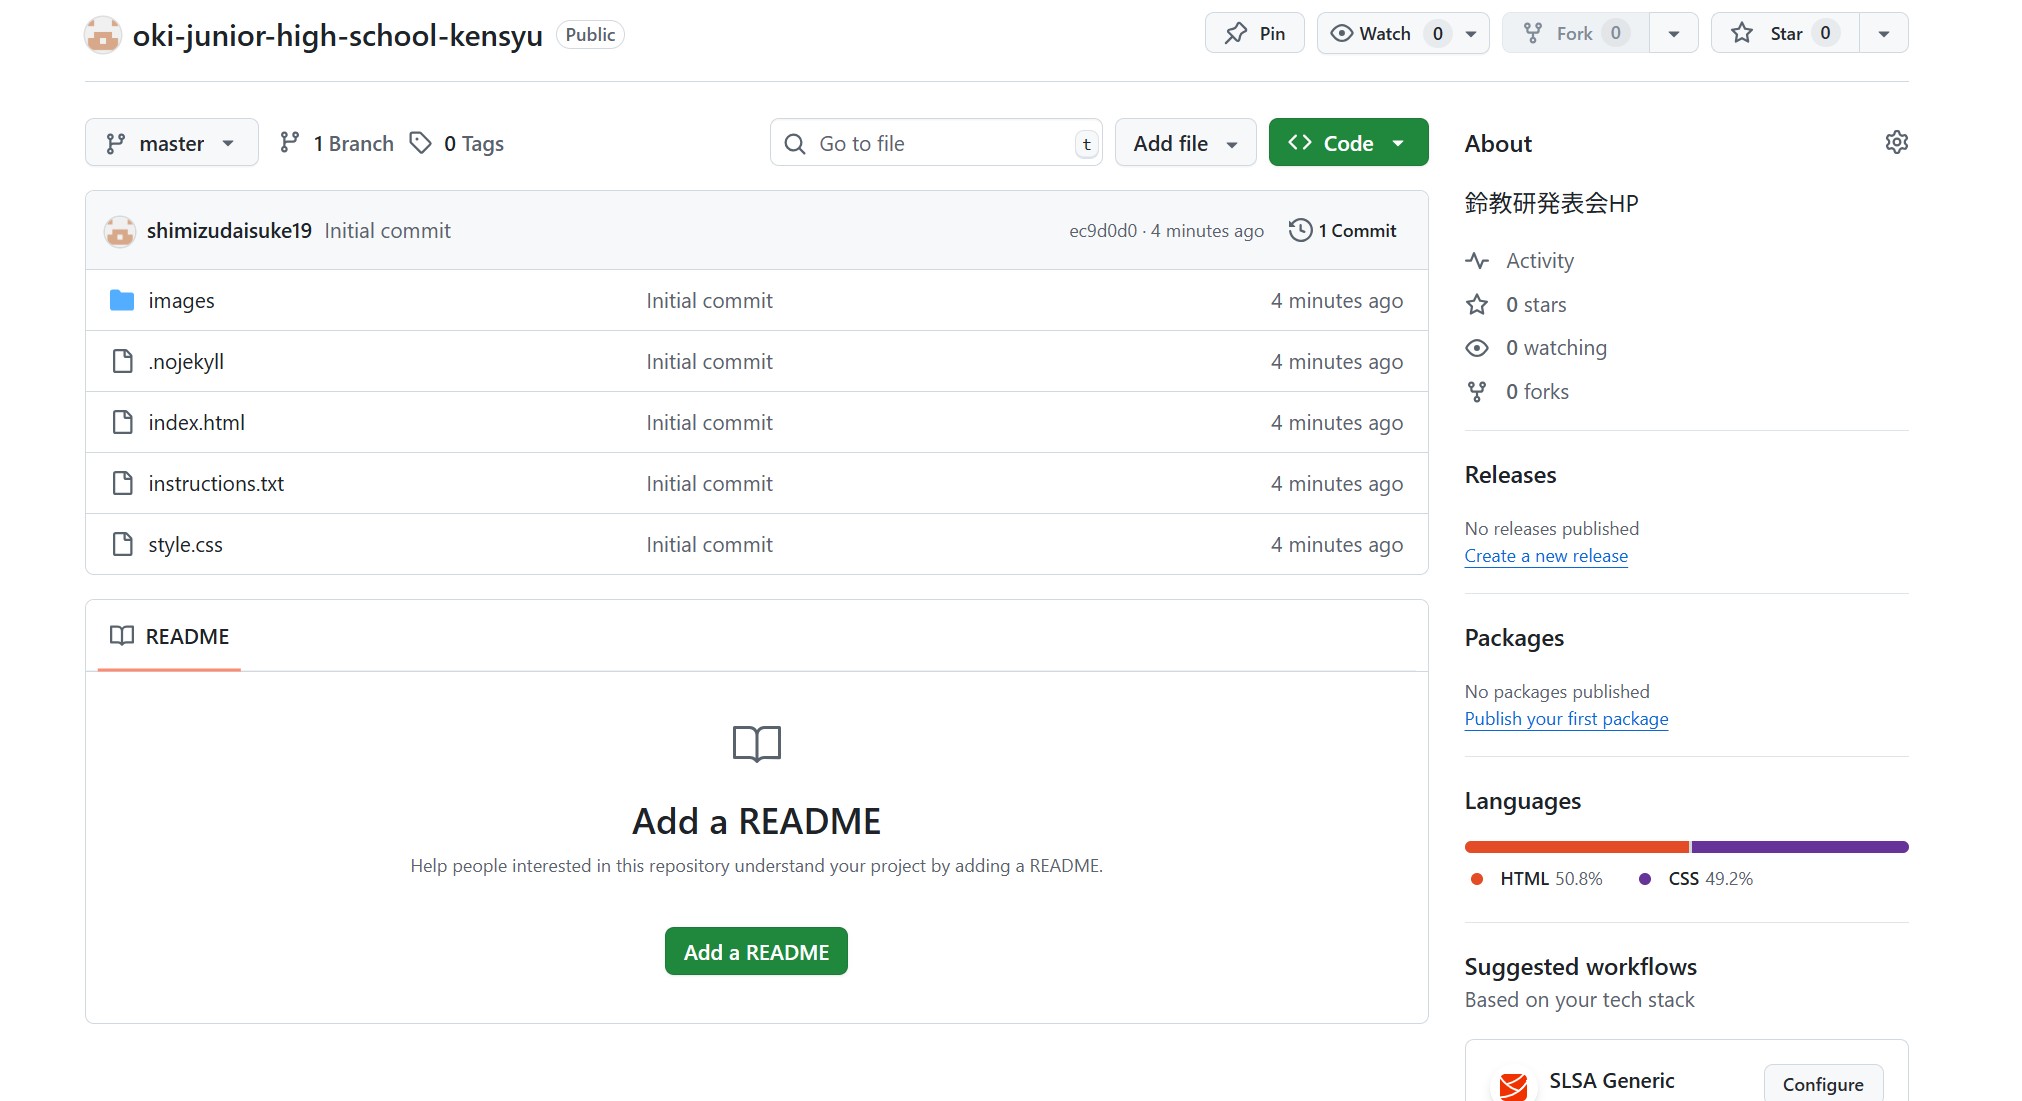 oki-junior-high-school-kensyu Public
Pin Watch 0 Fork 0 Star 0
master 1 Branch 0 Tags Go to file t Add file Code
shimizudaisuke19 Initial commit ec9d0d0 · 4 minutes ago 1 Commit
images Initial commit 4 minutes ago
.nojekyll Initial commit 4 minutes ago
index.html Initial commit 4 minutes ago
instructions.txt Initial commit 4 minutes ago
style.css Initial commit 4 minutes ago
README
Add a README
Help people interested in this repository understand your project by adding a README.
Add a README
About
鈴教研発表会HP
Activity
0 stars
0 watching
0 forks
Releases
No releases published
Create a new release
Packages
No packages published
Publish your first package
Languages
HTML 50.8% CSS 49.2%
Suggested workflows
Based on your tech stack
SLSA Generic Configure